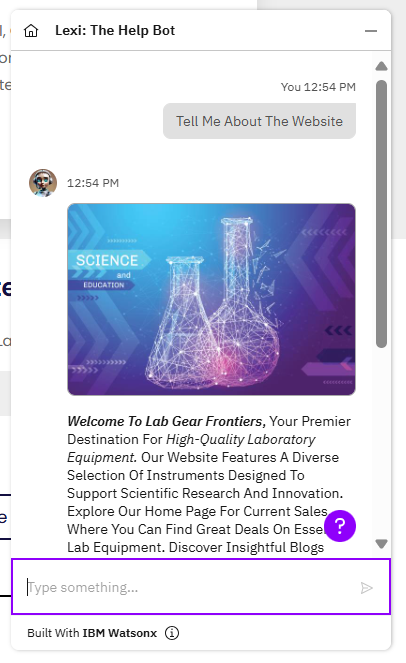 Lexi: The Help Bot
You 12:54 PM
Tell Me About The Website
12:54 PM
SCIENCE
and
EDUCATION
Welcome To Lab Gear Frontiers, Your Premier
Destination For High-Quality Laboratory
Equipment. Our Website Features A Diverse
Selection Of Instruments Designed To
Support Scientific Research And Innovation.
Explore Our Home Page For Current Sales
Where You Can Find Great Deals On
?
Lab Equipment. Discover Insightful Blogs
Type something...
Built With IBM Watsonx